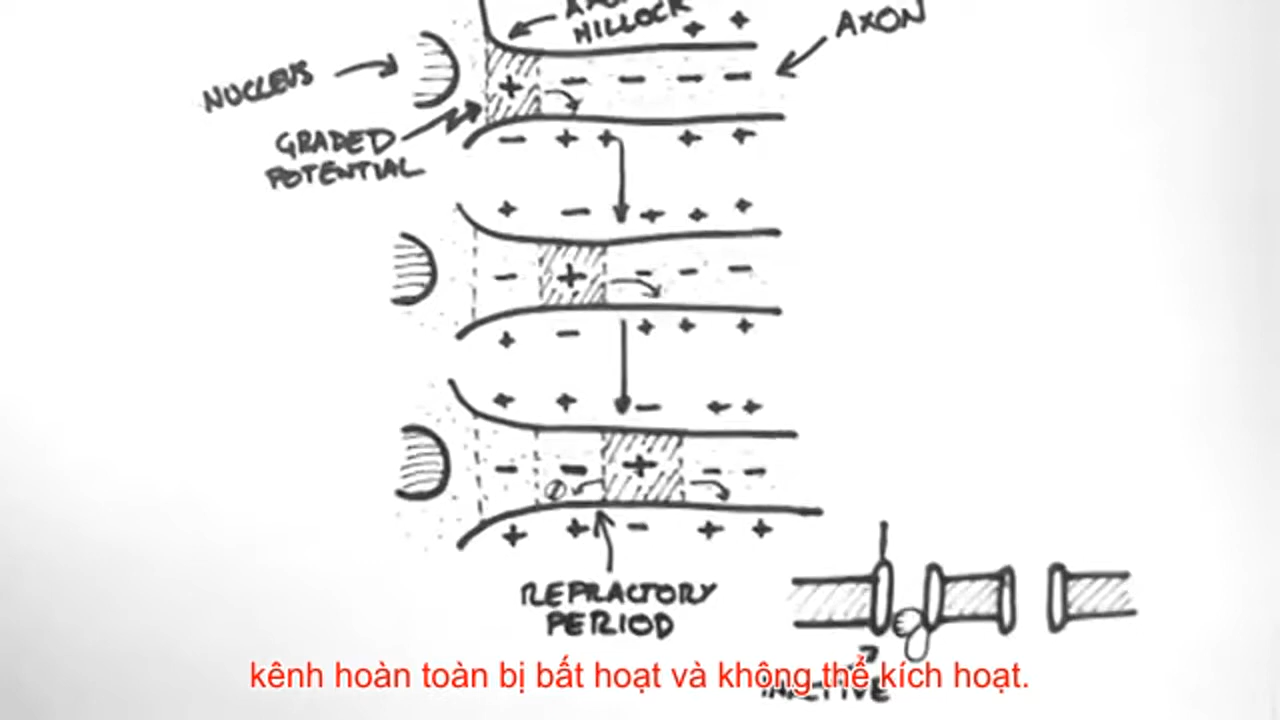 HILLOCK
AXON
NUCLEUS
GRADED
POTENTIAL
REFRACTORY
PERIOD
kênh hoàn toàn bị bất hoạt và không thể kích hoạt.